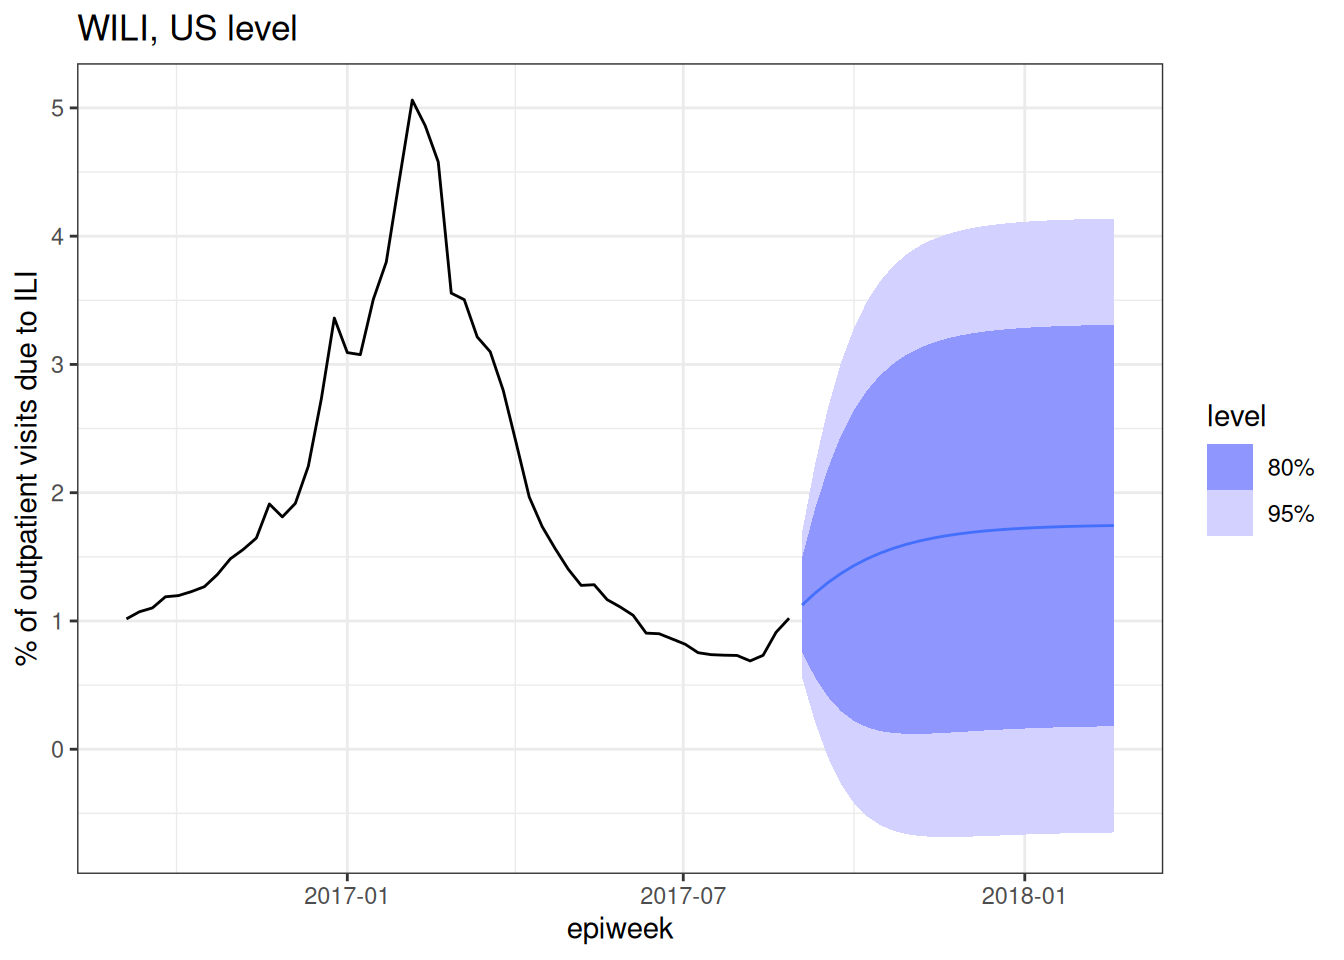 WILI, US level
% of outpatient visits due to ILI
5
4
3
2
1
0
2017-01
2017-07
2018-01
epiweek
level
80%
95%